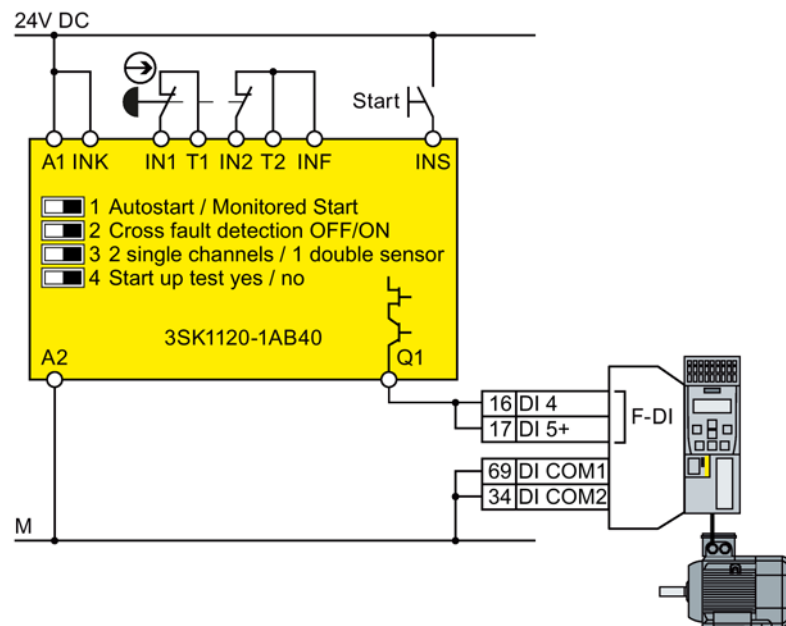 24V DC
Start
A1 INK IN1 T1 IN2 T2 INF INS
1 Autostart / Monitored Start
2 Cross fault detection OFF/ON
3 2 single channels / 1 double sensor
4 Start up test yes / no
3SK1120-1AB40
A2 Q1
16 DI 4
17 DI 5+
F-DI
69 DI COM1
34 DI COM2
M